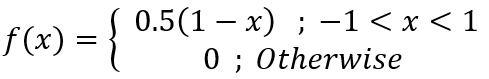 f(x) = { 0.5(1 − x) ; −1 < x < 1
0 ; Otherwise